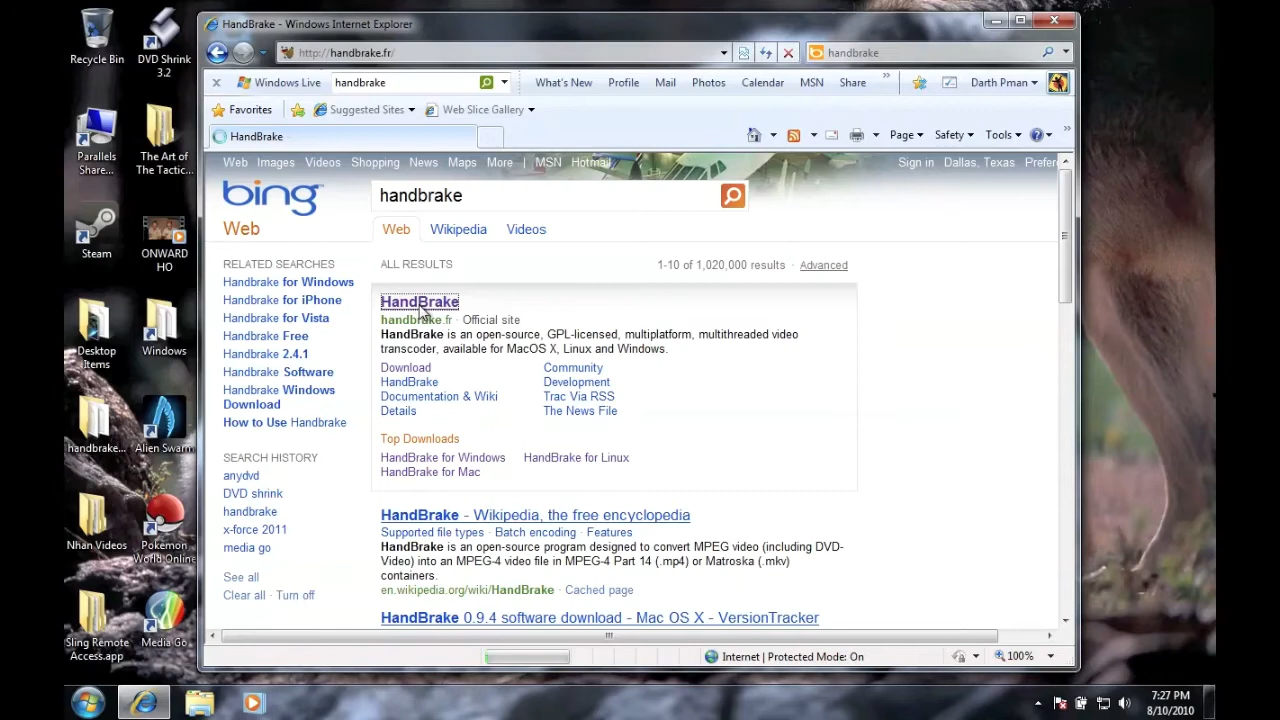 Recycle Bin
DVD Shrink
3.2
Parallels
Share...
The Art of
The Tactic...
Steam
ONWARD
HO
Desktop
Items
Windows
handbrake...
Alien Swarm
Nhan Videos
Pokemon
World Online
Sling Remote
Access.app
Media Go
HandBrake - Windows Internet Explorer
http://handbrake.fr/
handbrake
Windows Live
handbrake
What's New
Profile
Mail
Photos
Calendar
MSN
Share
»
Darth Pman
Favorites
Suggested Sites
Web Slice Gallery
HandBrake
Page
Safety
Tools
»
Web Images Videos Shopping News Maps More | MSN Hotmail
Sign in Dallas, Texas Prefer
bing
handbrake
Web
Web
Wikipedia
Videos
RELATED SEARCHES
Handbrake for Windows
Handbrake for iPhone
Handbrake for Vista
Handbrake Free
Handbrake 2.4.1
Handbrake Software
Handbrake Windows
Download
How to Use Handbrake
SEARCH HISTORY
anydvd
DVD shrink
handbrake
x-force 2011
media go
See all
Clear all · Turn off
ALL RESULTS
1-10 of 1,020,000 results · Advanced
HandBrake
handbrake.fr · Official site
HandBrake is an open-source, GPL-licensed, multiplatform, multithreaded video
transcoder, available for MacOS X, Linux and Windows.
Download
Community
HandBrake
Development
Documentation & Wiki
Trac Via RSS
Details
The News File
Top Downloads
HandBrake for Windows
HandBrake for Linux
HandBrake for Mac
HandBrake - Wikipedia, the free encyclopedia
Supported file types · Batch encoding · Features
HandBrake is an open-source program designed to convert MPEG video (including DVD-
Video) into an MPEG-4 video file in MPEG-4 Part 14 (.mp4) or Matroska (.mkv)
containers.
en.wikipedia.org/wiki/HandBrake · Cached page
HandBrake 0.9.4 software download - Mac OS X - VersionTracker
Internet | Protected Mode: On
100%
7:27 PM
8/10/2010